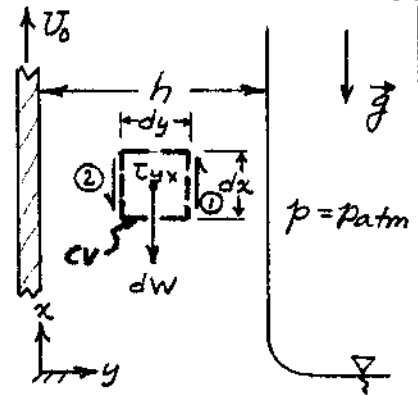 U₀
h
g
dy
②
τyx
①
dx
p = patm
CV
dW
x
y